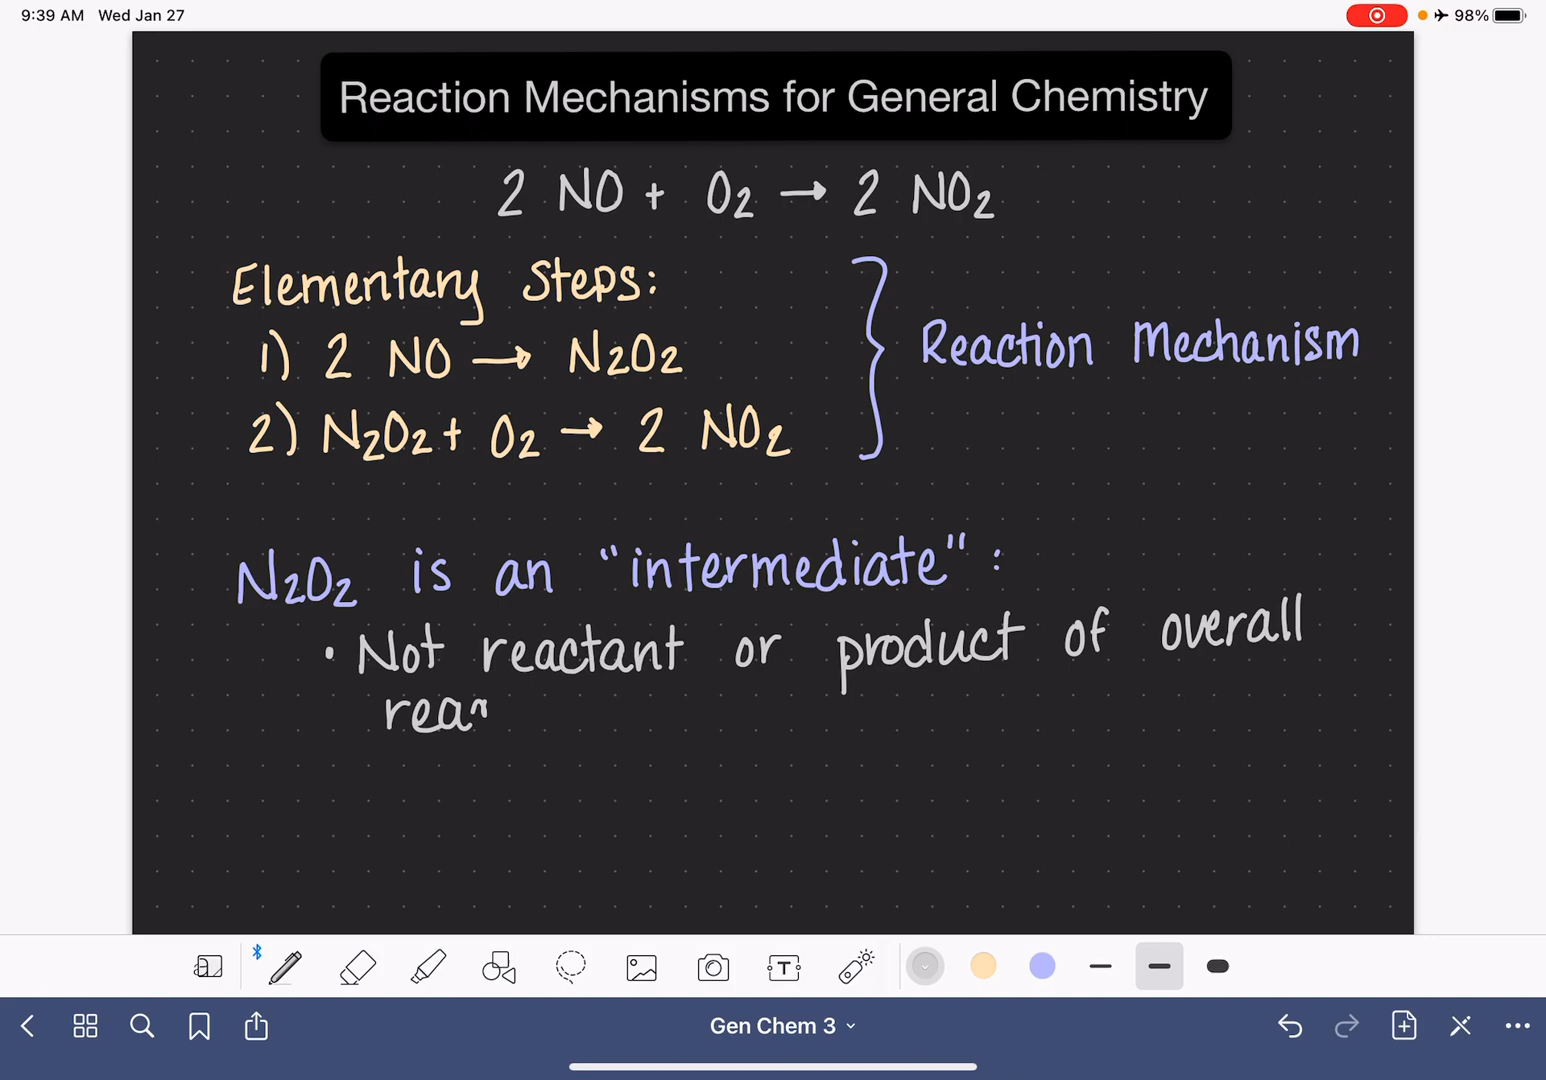 9:39 AM Wed Jan 27
98%
Reaction Mechanisms for General Chemistry
2 NO + O₂ → 2 NO₂
Elementary Steps:
1) 2 NO → N₂O₂
2) N₂O₂ + O₂ → 2 NO₂
} Reaction Mechanism
N₂O₂ is an "intermediate":
• Not reactant or product of overall
Gen Chem 3